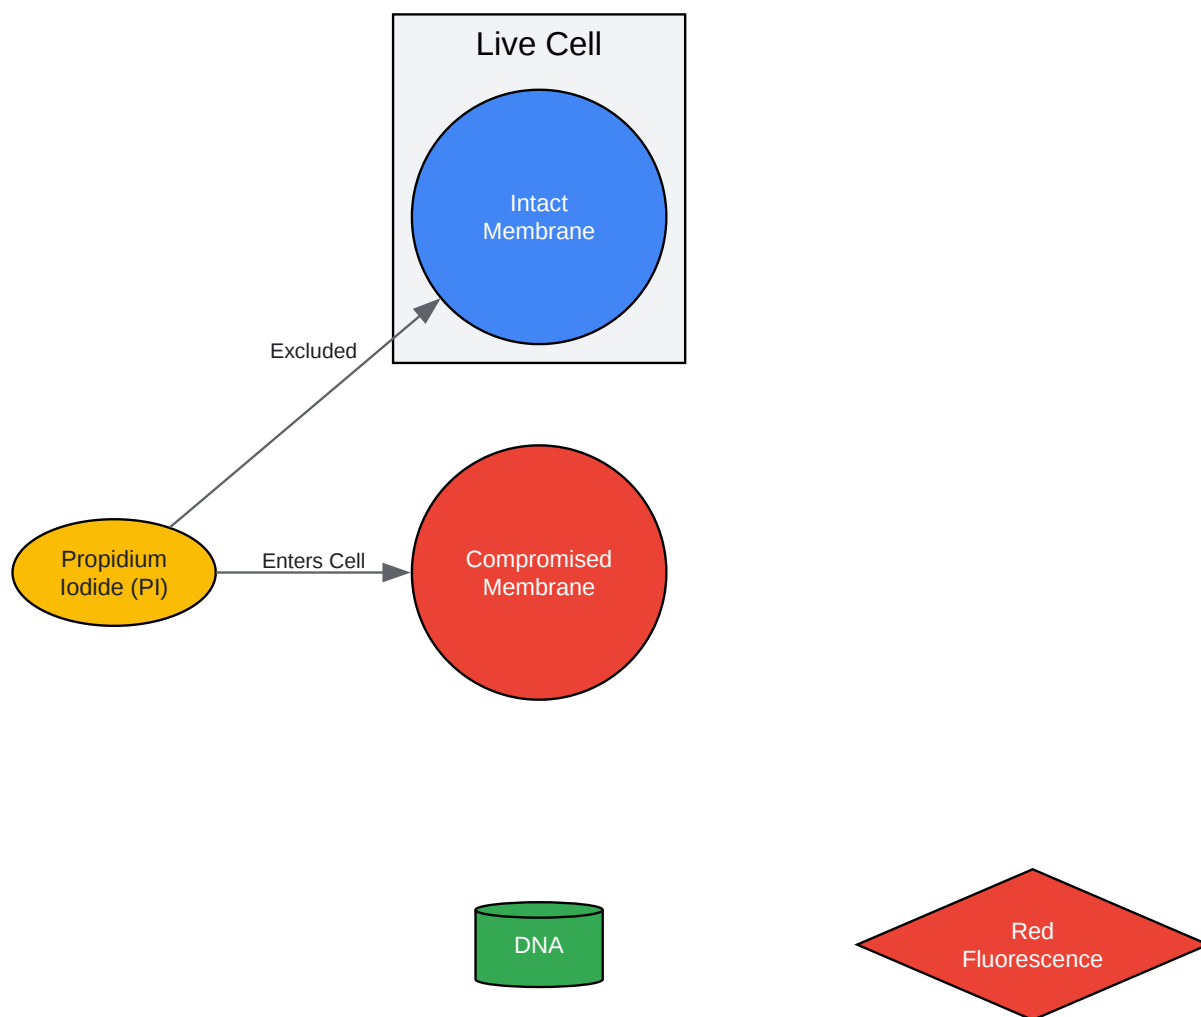 Live Cell
Intact
Membrane
Excluded
Propidium
Iodide (PI)
Enters Cell
Compromised
Membrane
DNA
Red
Fluorescence